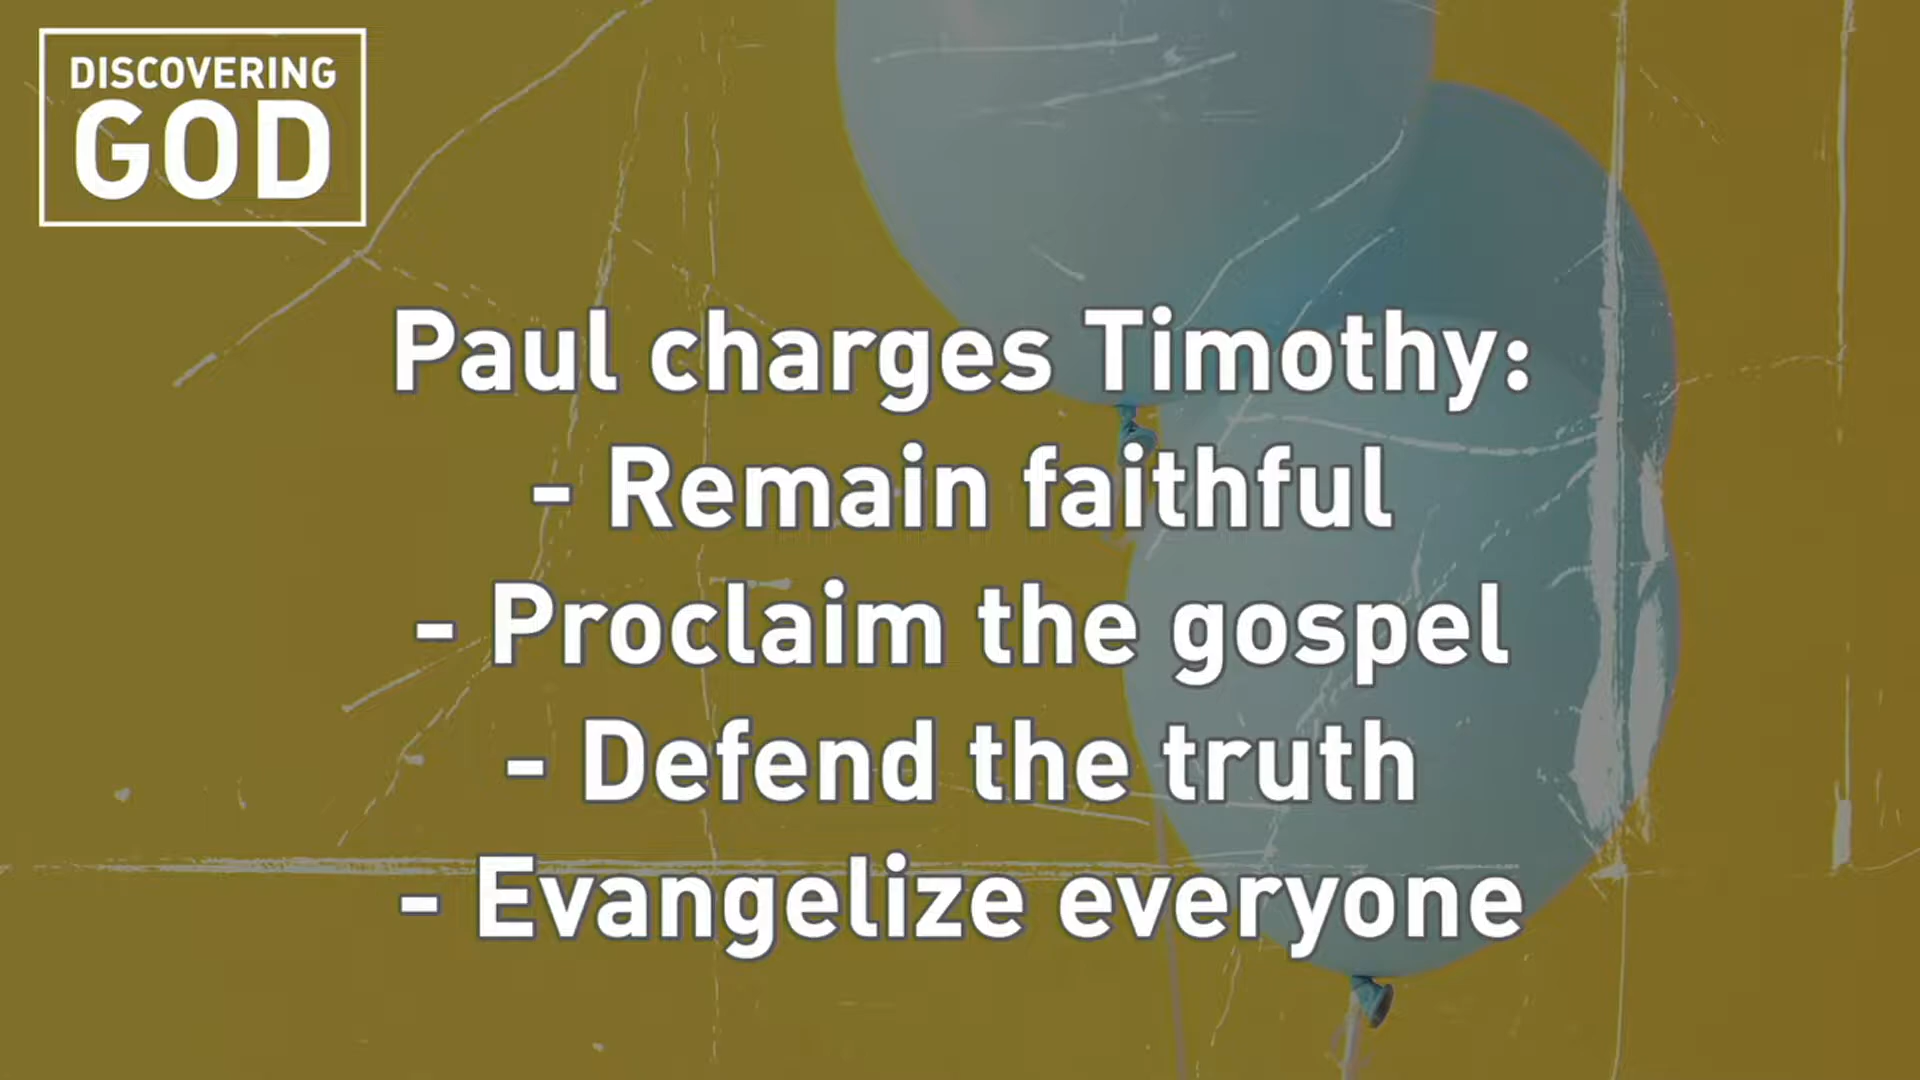 DISCOVERING
GOD
Paul charges Timothy:
- Remain faithful
- Proclaim the gospel
- Defend the truth
- Evangelize everyone